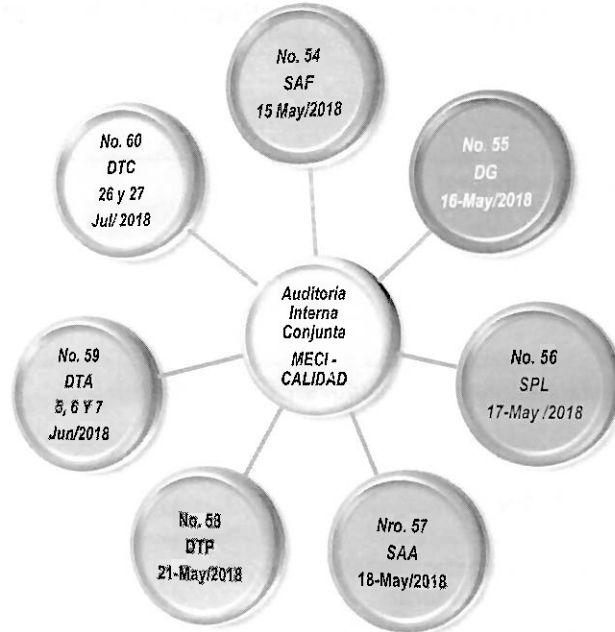 No. 54
SAF
15 May/2018
No. 55
DG
16-May/2018
No. 56
SPL
17-May /2018
Nro. 57
SAA
18-May/2018
No. 58
DTP
21-May/2018
No. 59
DTA
5, 6 Y 7
Jun/2018
No. 60
DTC
26 y 27
Jul/ 2018
Auditoria
Interna
Conjunta
MECI -
CALIDAD